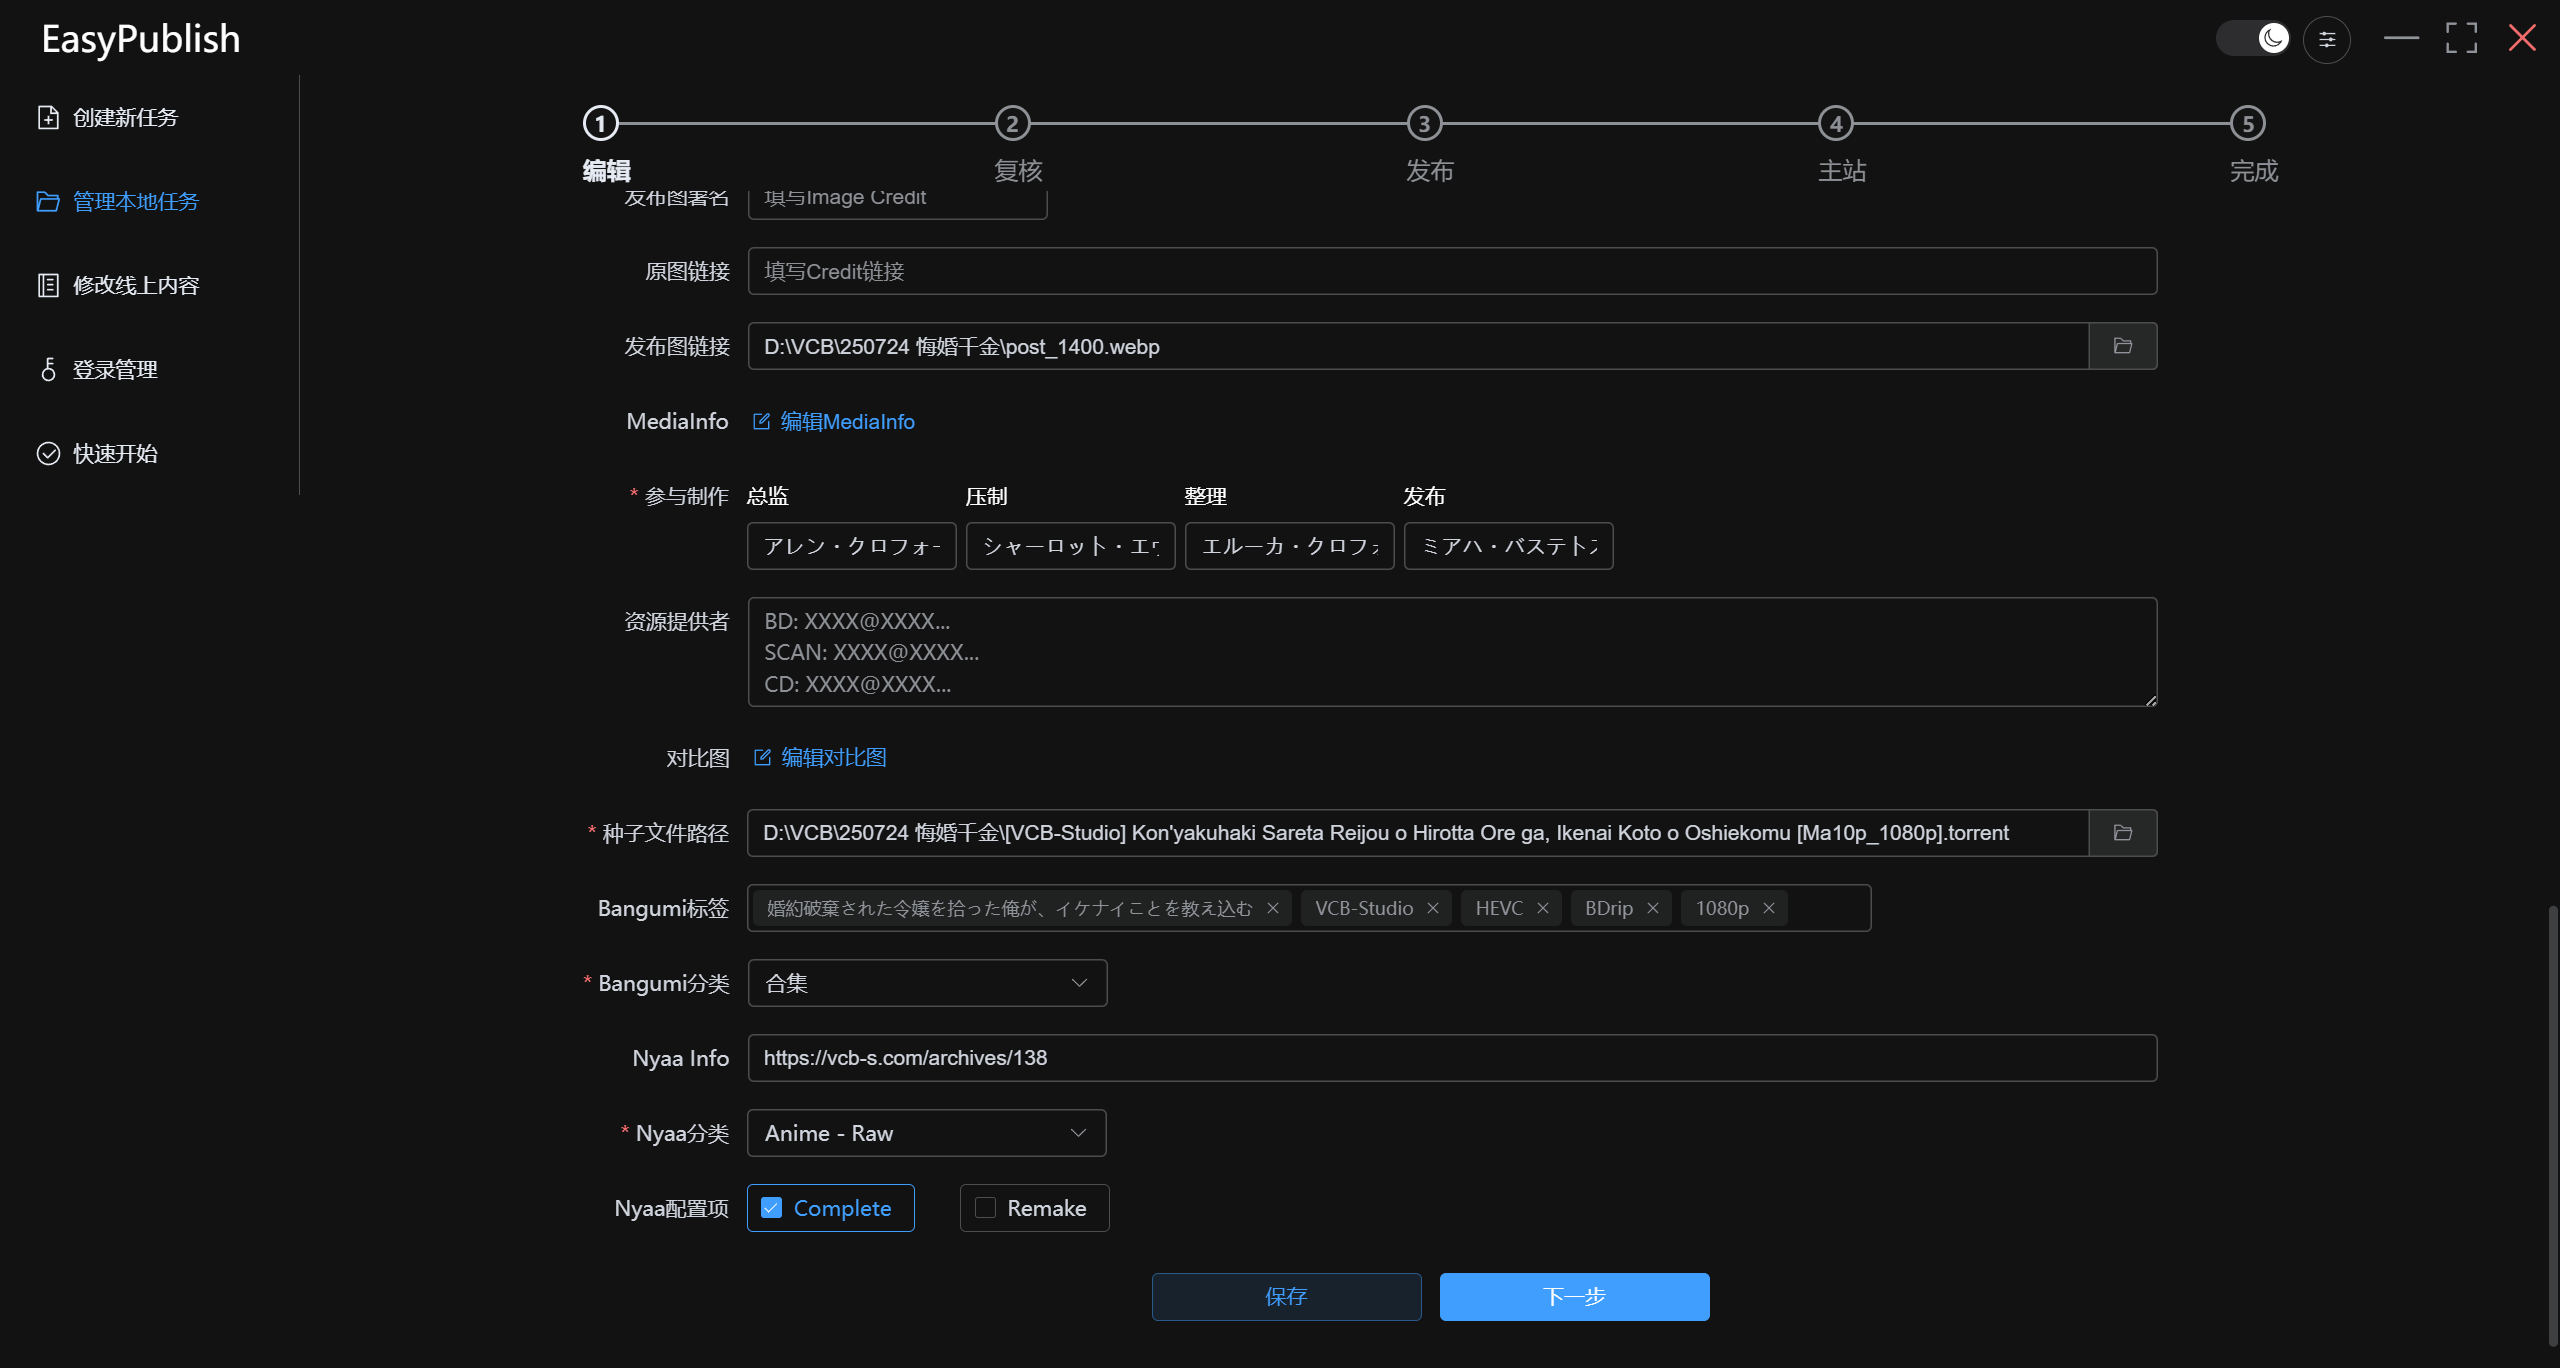 EasyPublish
创建新任务
管理本地任务
修改线上内容
登录管理
快速开始
1 2 3 4 5
编辑 复核 发布 主站 完成
发布图署名 填写Image Credit
原图链接 填写Credit链接
发布图链接 D:\VCB\250724 悔婚千金\post_1400.webp
MediaInfo 编辑MediaInfo
* 参与制作 总监 压制 整理 发布
アレン・クロフォー シャーロット・エヴ エルーカ・クロフォ ミアハ・バステトス
资源提供者 BD: XXXX@XXXX...
SCAN: XXXX@XXXX...
CD: XXXX@XXXX...
对比图 编辑对比图
* 种子文件路径 D:\VCB\250724 悔婚千金\[VCB-Studio] Kon'yakuhaki Sareta Reijou o Hirotta Ore ga, Ikenai Koto o Oshiekomu [Ma10p_1080p].torrent
Bangumi标签 婚約破棄された令嬢を拾った俺が、イケナイことを教え込む VCB-Studio HEVC BDrip 1080p
* Bangumi分类 合集
Nyaa Info https://vcb-s.com/archives/138
* Nyaa分类 Anime - Raw
Nyaa配置项 Complete Remake
保存 下一步